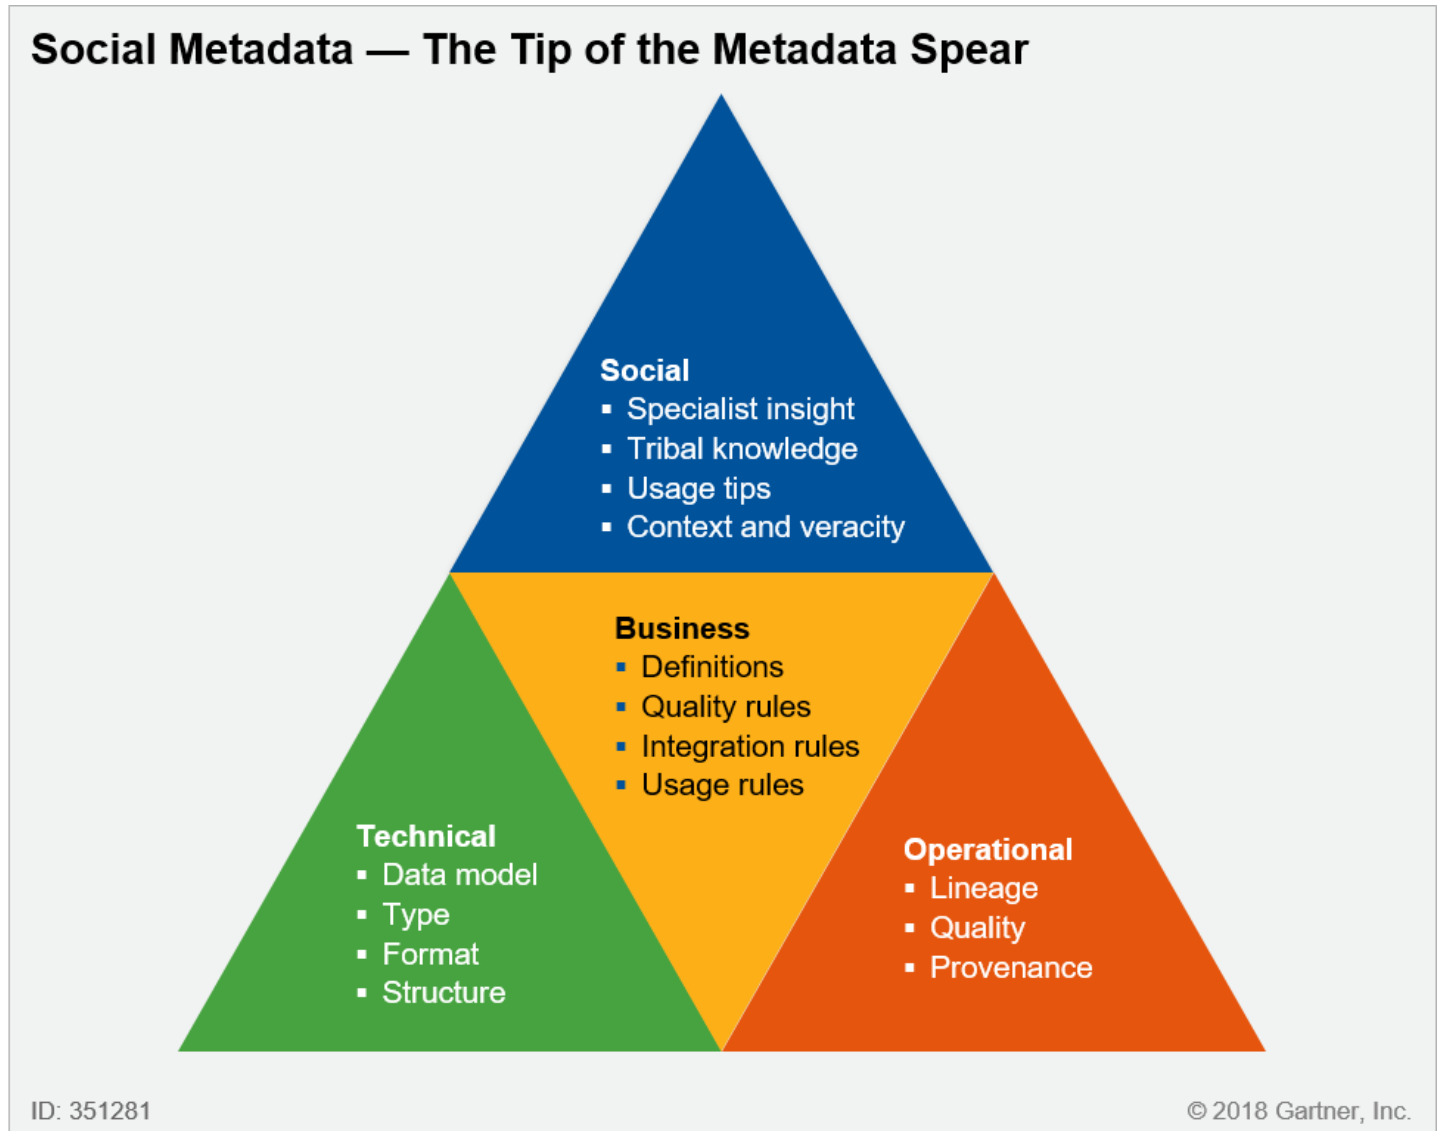 Social Metadata — The Tip of the Metadata Spear
Social
▪ Specialist insight
▪ Tribal knowledge
▪ Usage tips
▪ Context and veracity
Business
▪ Definitions
▪ Quality rules
▪ Integration rules
▪ Usage rules
Technical
▪ Data model
▪ Type
▪ Format
▪ Structure
Operational
▪ Lineage
▪ Quality
▪ Provenance
ID: 351281
© 2018 Gartner, Inc.